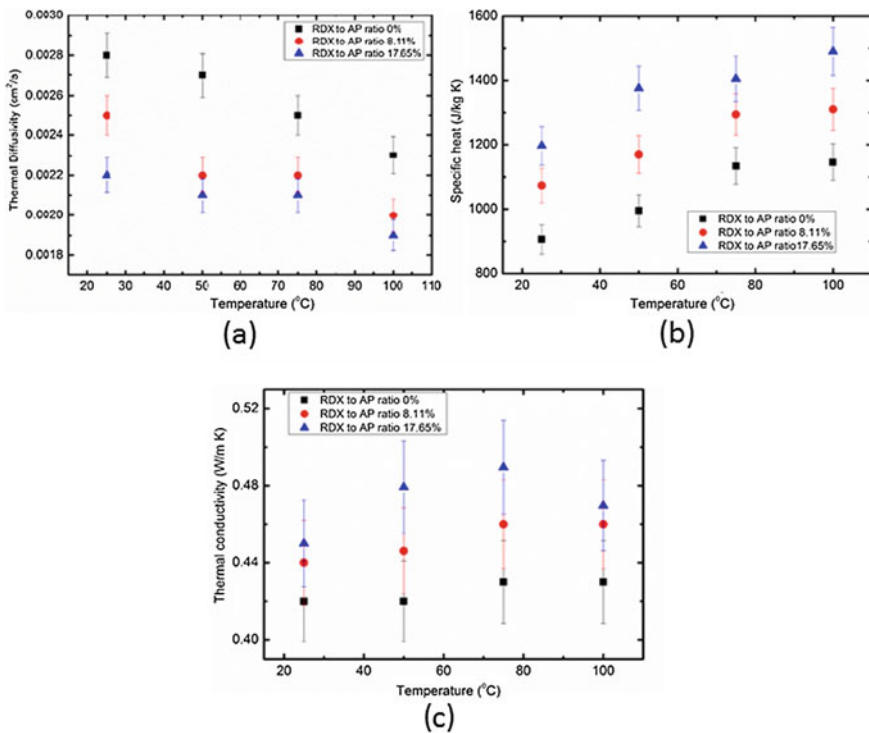 RDX to AP ratio 0%
RDX to AP ratio 8.11%
RDX to AP ratio 17.65%
Thermal Diffusivity (cm²/s)
0.0030
0.0028
0.0026
0.0024
0.0022
0.0020
0.0018
20 30 40 50 60 70 80 90 100 110
Temperature (⁰C)
(a)
Specific heat (J/kg K)
1600
1400
1200
1000
800
RDX to AP ratio 0%
RDX to AP ratio 8.11%
RDX to AP ratio17.65%
20 40 60 80 100
Temperature (⁰C)
(b)
RDX to AP ratio 0%
RDX to AP ratio 8.11%
RDX to AP ratio 17.65%
Thermal conductivity (W/m K)
0.52
0.48
0.44
0.40
20 40 60 80 100
Temperature (⁰C)
(c)